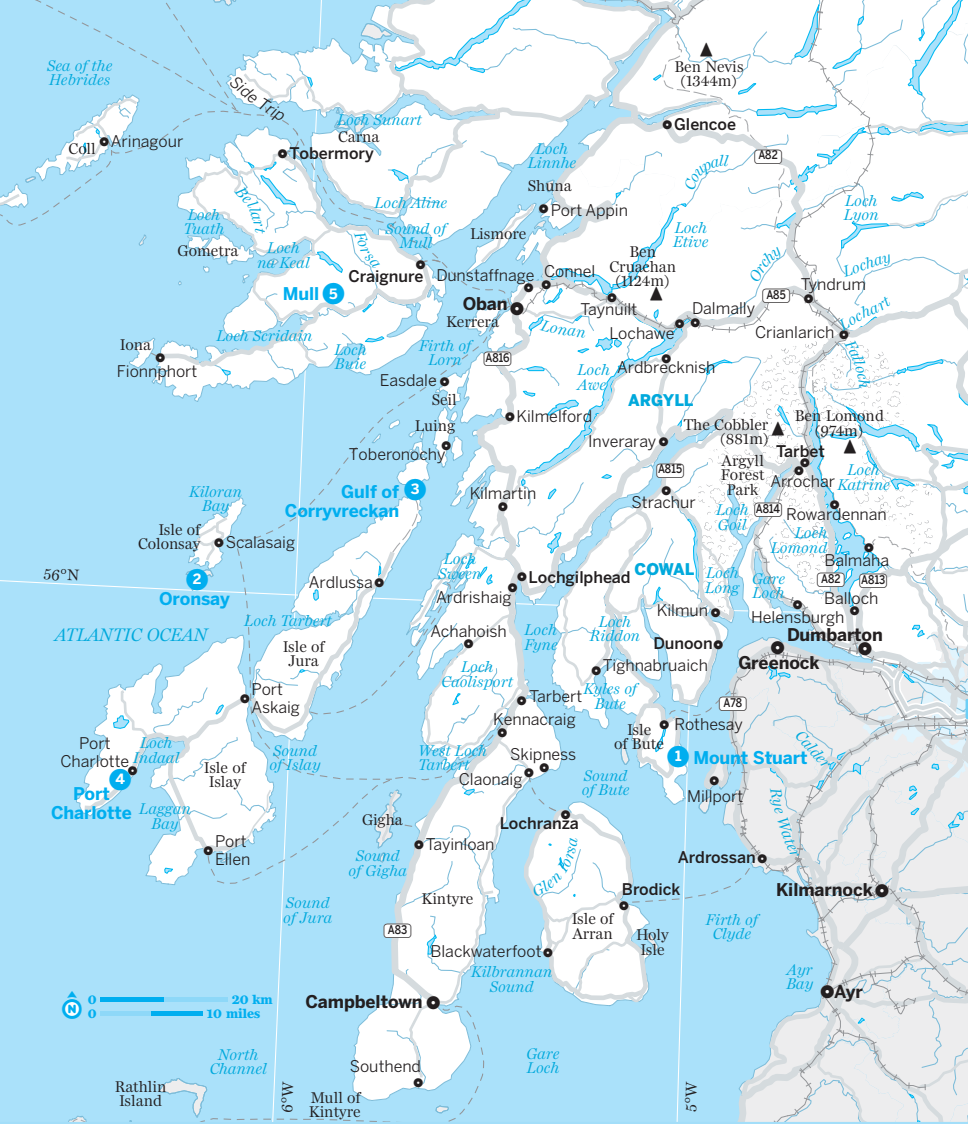 Ben Nevis
(1344m)
Sea of the
Hebrides
Side Trip
Loch Sunart
Carna
Glencoe
Arinagour
Coll
Tobermory
A82
Loch
Linnhe
Coupall
Shuna
Port Appin
Bellart
Loch Aline
Loch
Lyon
Loch
Tuath
Sound of
Mull
Lismore
Loch
Etive
Gometra
Loch
na Keal
Forsa
Ben
Cruachan
(1124m)
Orchy
Lochay
Craignure
Dunstaffnage
Connel
Tyndrum
Mull 5
Oban
Taynuilt
A85
Dalmally
Lochart
Kerrera
Lonan
Lochawe
Crianlarich
Loch Scridain
Iona
Fionnphort
Loch
Buie
Firth of
Lorn
A816
Falloch
Easdale
Loch
Awe
Ardbrecknish
Seil
ARGYLL
Luing
Kilmelford
The Cobbler
(881m)
Ben Lomond
(974m)
Toberonochy
Inveraray
Tarbet
A815
Argyll
Forest
Park
Arrochar
Loch
Katrine
Gulf of
Corryvreckan
3
Kilmartin
Strachur
Kiloran
Bay
Loch
Goil
A814
Rowardennan
Isle of
Colonsay
Scalasaig
Loch
Lomond
Balmaha
56°N
2
Oronsay
Ardlussa
Loch
Sween
Lochgilphead
COWAL
Loch
Long
Gare
Loch
A82
A813
Ardrishaig
Balloch
Kilmun
Helensburgh
ATLANTIC OCEAN
Loch Tarbert
Achahoish
Loch
Fyne
Loch
Riddon
Dunoon
Dumbarton
Isle of
Jura
Greenock
Loch
Caolisport
Tighnabruaich
Port
Askaig
Tarbert
Kyles of
Bute
A78
Kennacraig
Isle
of Bute
Rothesay
Port
Charlotte
Loch
Indaal
Sound
of Islay
West Loch
Tarbert
Skipness
1 Mount Stuart
Calder
4
Port
Charlotte
Isle of
Islay
Claonaig
Sound
of Bute
Millport
Rye Water
Laggan
Bay
Gigha
Lochranza
Port
Ellen
Tayinloan
Sound
of Gigha
Glen Iorsa
Ardrossan
Kintyre
Brodick
Kilmarnock
Sound
of Jura
Isle of
Arran
Firth of
Clyde
A83
Blackwaterfoot
Holy
Isle
Kilbrannan
Sound
Ayr
Bay
N
0 20 km
0 10 miles
Campbeltown
Ayr
North
Channel
Gare
Loch
Southend
Rathlin
Island
6°W
Mull of
Kintyre
5°W